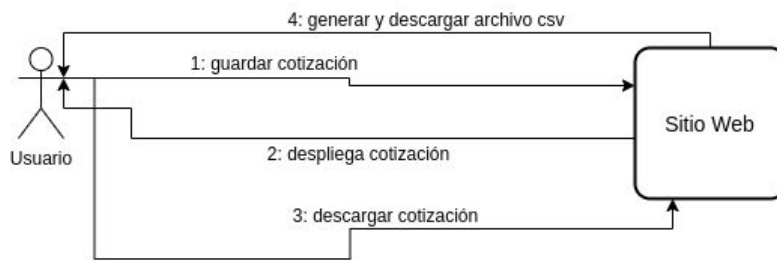 4: generar y descargar archivo csv
1: guardar cotización
Sitio Web
Usuario
2: despliega cotización
3: descargar cotización